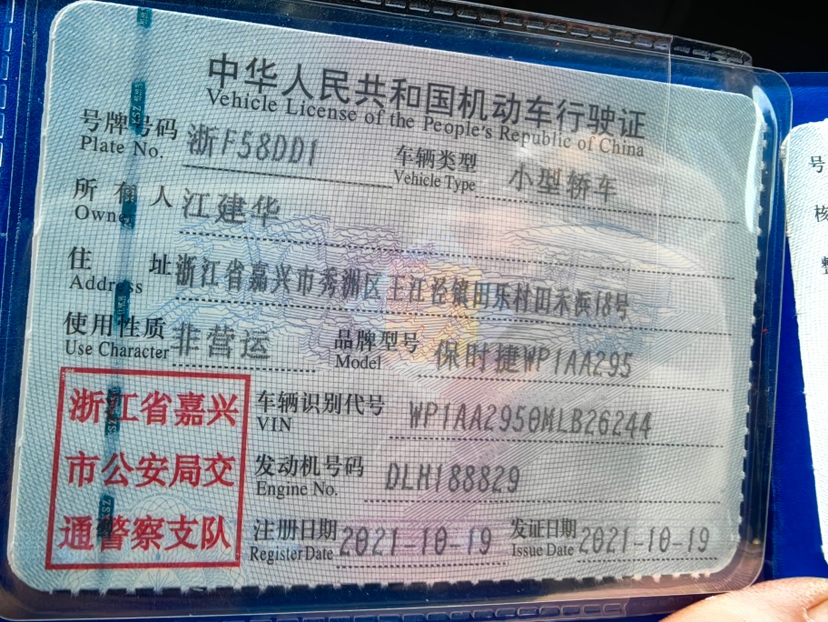 中华人民共和国机动车行驶证
Vehicle License of the People's Republic of China
号牌号码 浙F58DD1 车辆类型 小型轿车
Plate No. Vehicle Type
所有人 江建华
Owner
住址 浙江省嘉兴市秀洲区王江泾镇田乐村田禾浜18号
Address
使用性质 非营运 品牌型号 保时捷WP1AA295
Use Character Model
浙江省嘉兴
市公安局交
通警察支队
车辆识别代号 WP1AA2950MLB26244
VIN
发动机号码 DLH188829
Engine No.
注册日期 2021-10-19 发证日期 2021-10-19
Register Date Issue Date
号
核
整